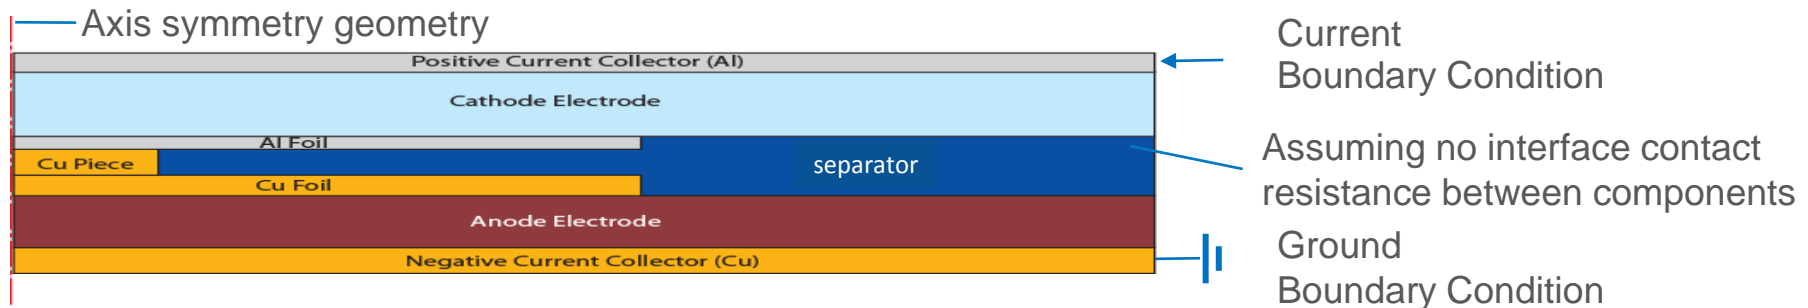 Axis symmetry geometry
Positive Current Collector (Al)
Cathode Electrode
Al Foil
Cu Piece
Cu Foil
separator
Anode Electrode
Negative Current Collector (Cu)
Current
Boundary Condition
Assuming no interface contact
resistance between components
Ground
Boundary Condition